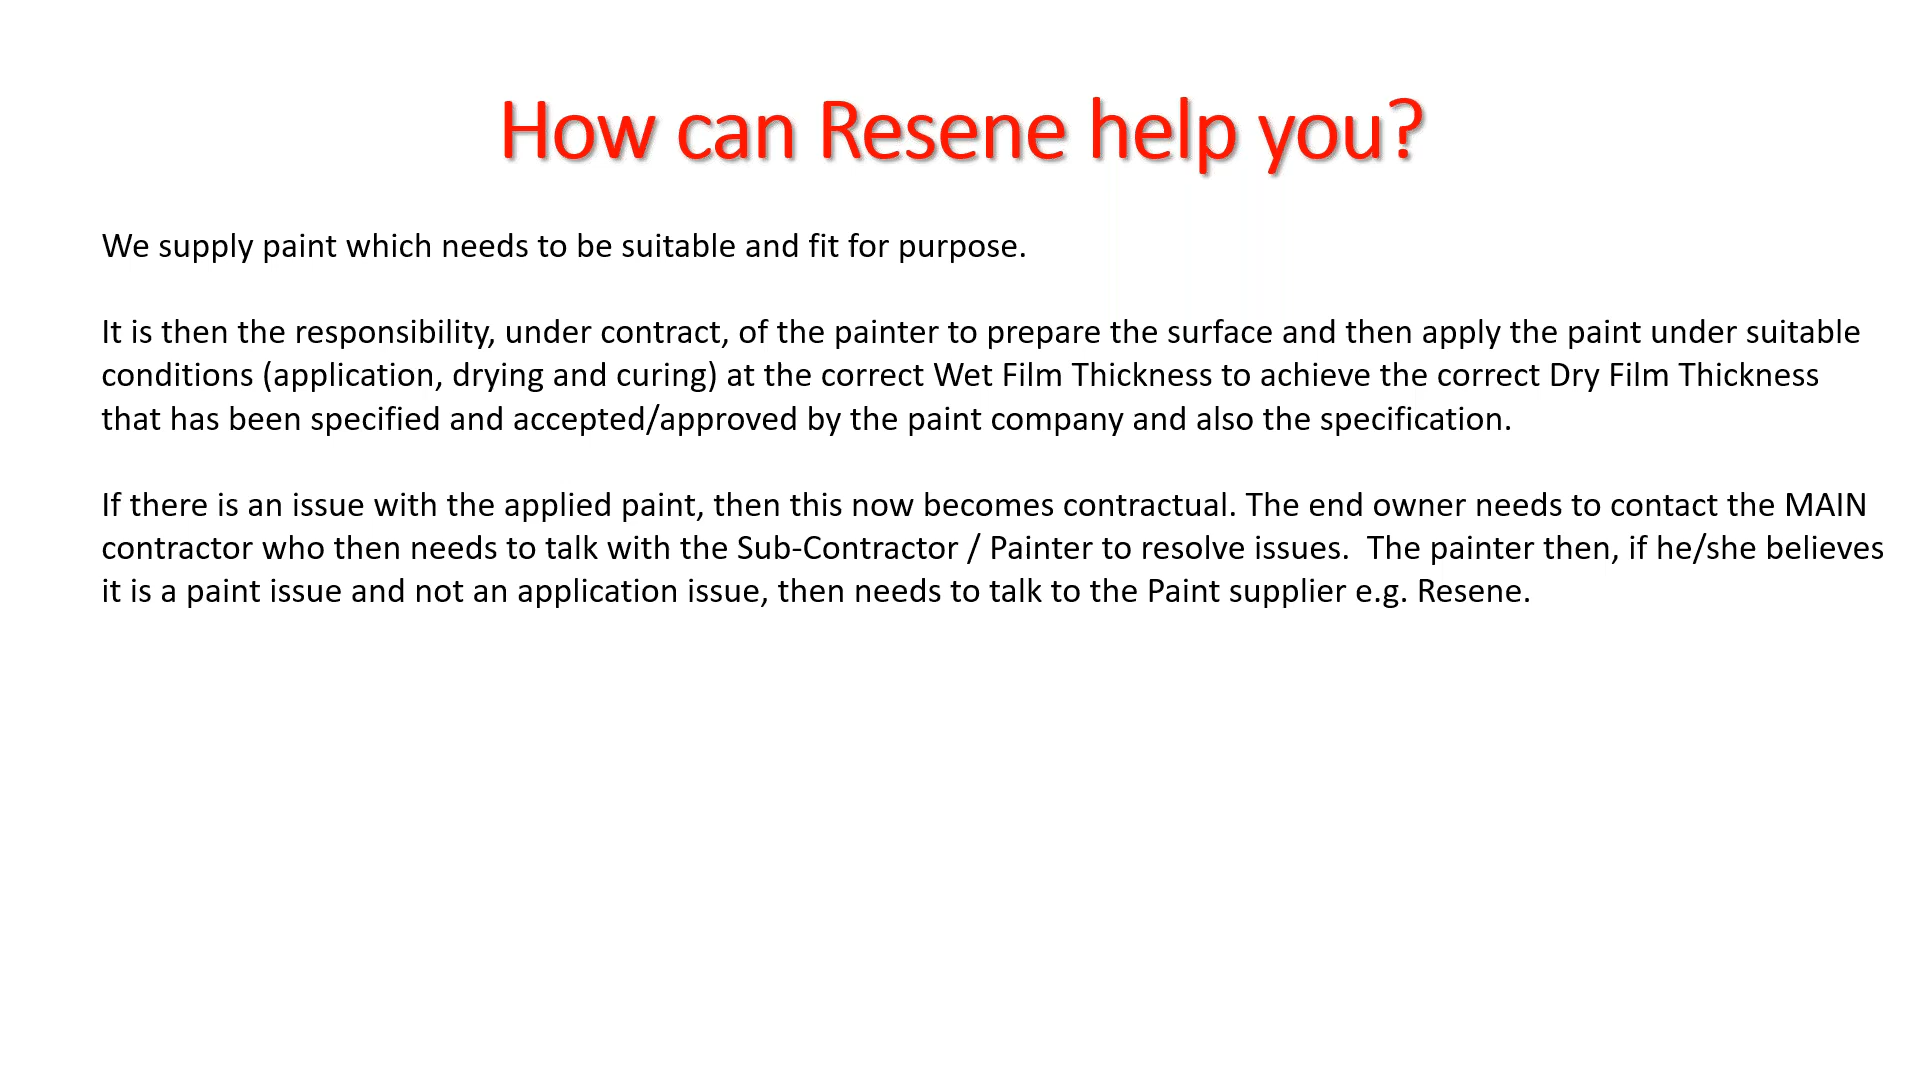 How can Resene help you?
We supply paint which needs to be suitable and fit for purpose.
It is then the responsibility, under contract, of the painter to prepare the surface and then apply the paint under suitable
conditions (application, drying and curing) at the correct Wet Film Thickness to achieve the correct Dry Film Thickness
that has been specified and accepted/approved by the paint company and also the specification.
If there is an issue with the applied paint, then this now becomes contractual. The end owner needs to contact the MAIN
contractor who then needs to talk with the Sub-Contractor / Painter to resolve issues.  The painter then, if he/she believes
it is a paint issue and not an application issue, then needs to talk to the Paint supplier e.g. Resene.